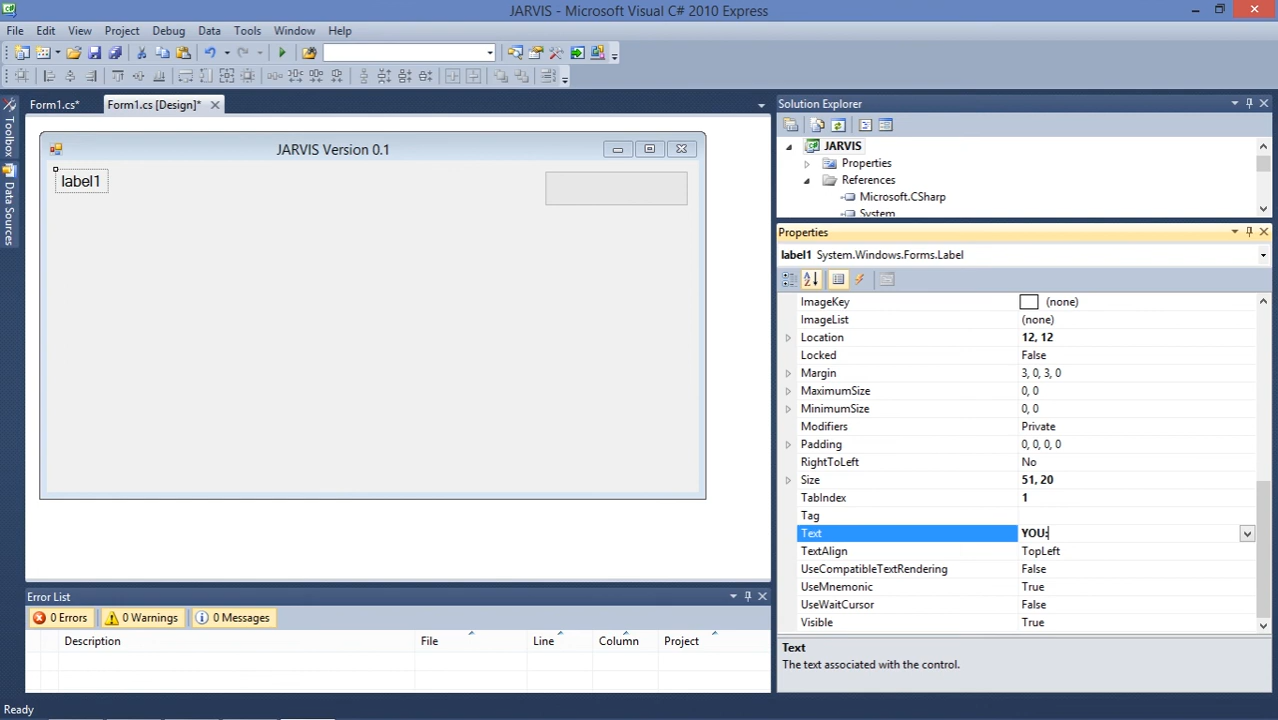 JARVIS - Microsoft Visual C# 2010 Express
File Edit View Project Debug Data Tools Window Help
Form1.cs* Form1.cs [Design]*
Toolbox
Data Sources
JARVIS Version 0.1
label1
Solution Explorer
JARVIS
Properties
References
Microsoft.CSharp
System
Properties
label1 System.Windows.Forms.Label
ImageKey (none)
ImageList (none)
Location 12, 12
Locked False
Margin 3, 0, 3, 0
MaximumSize 0, 0
MinimumSize 0, 0
Modifiers Private
Padding 0, 0, 0, 0
RightToLeft No
Size 51, 20
TabIndex 1
Tag
Text YOU:
TextAlign TopLeft
UseCompatibleTextRendering False
UseMnemonic True
UseWaitCursor False
Visible True
Text
The text associated with the control.
Error List
0 Errors 0 Warnings 0 Messages
Description File Line Column Project
Ready